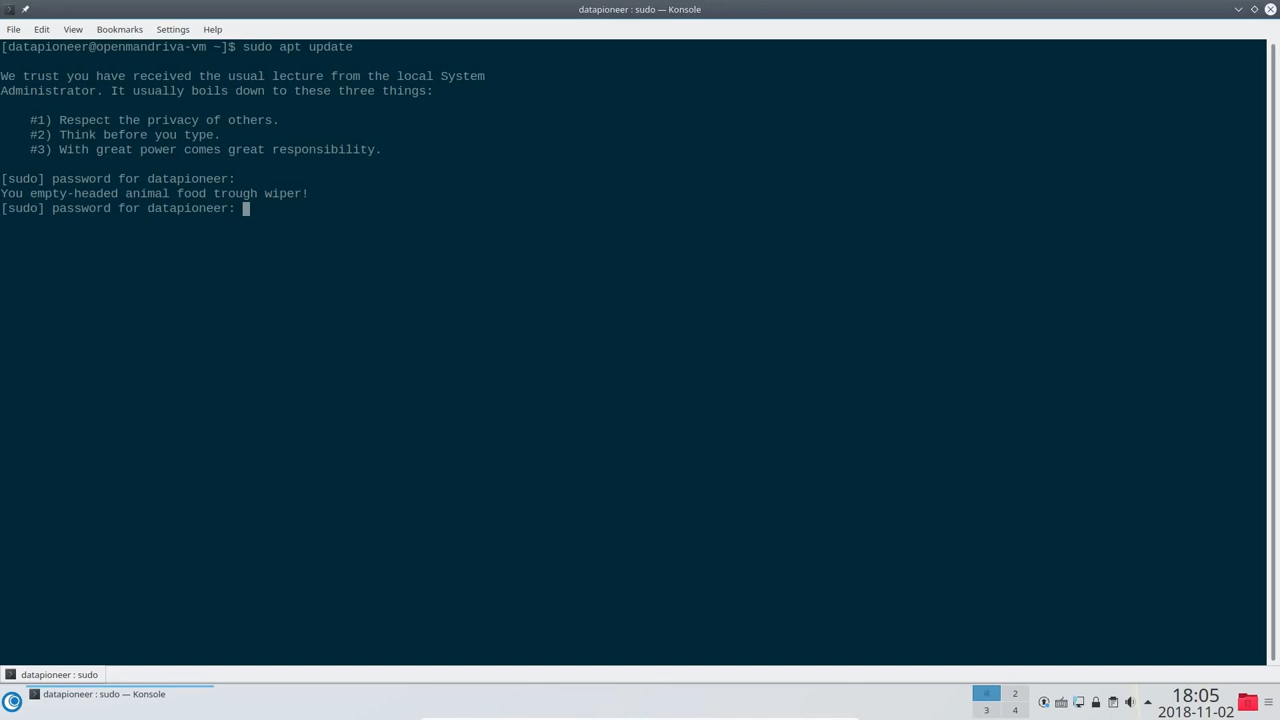 datapioneer : sudo — Konsole
File Edit View Bookmarks Settings Help
[datapioneer@openmandriva-vm ~]$ sudo apt update
We trust you have received the usual lecture from the local System
Administrator. It usually boils down to these three things:
#1) Respect the privacy of others.
#2) Think before you type.
#3) With great power comes great responsibility.
[sudo] password for datapioneer:
You empty-headed animal food trough wiper!
[sudo] password for datapioneer:
datapioneer : sudo
datapioneer : sudo — Konsole
2
3 4
18:05
2018-11-02